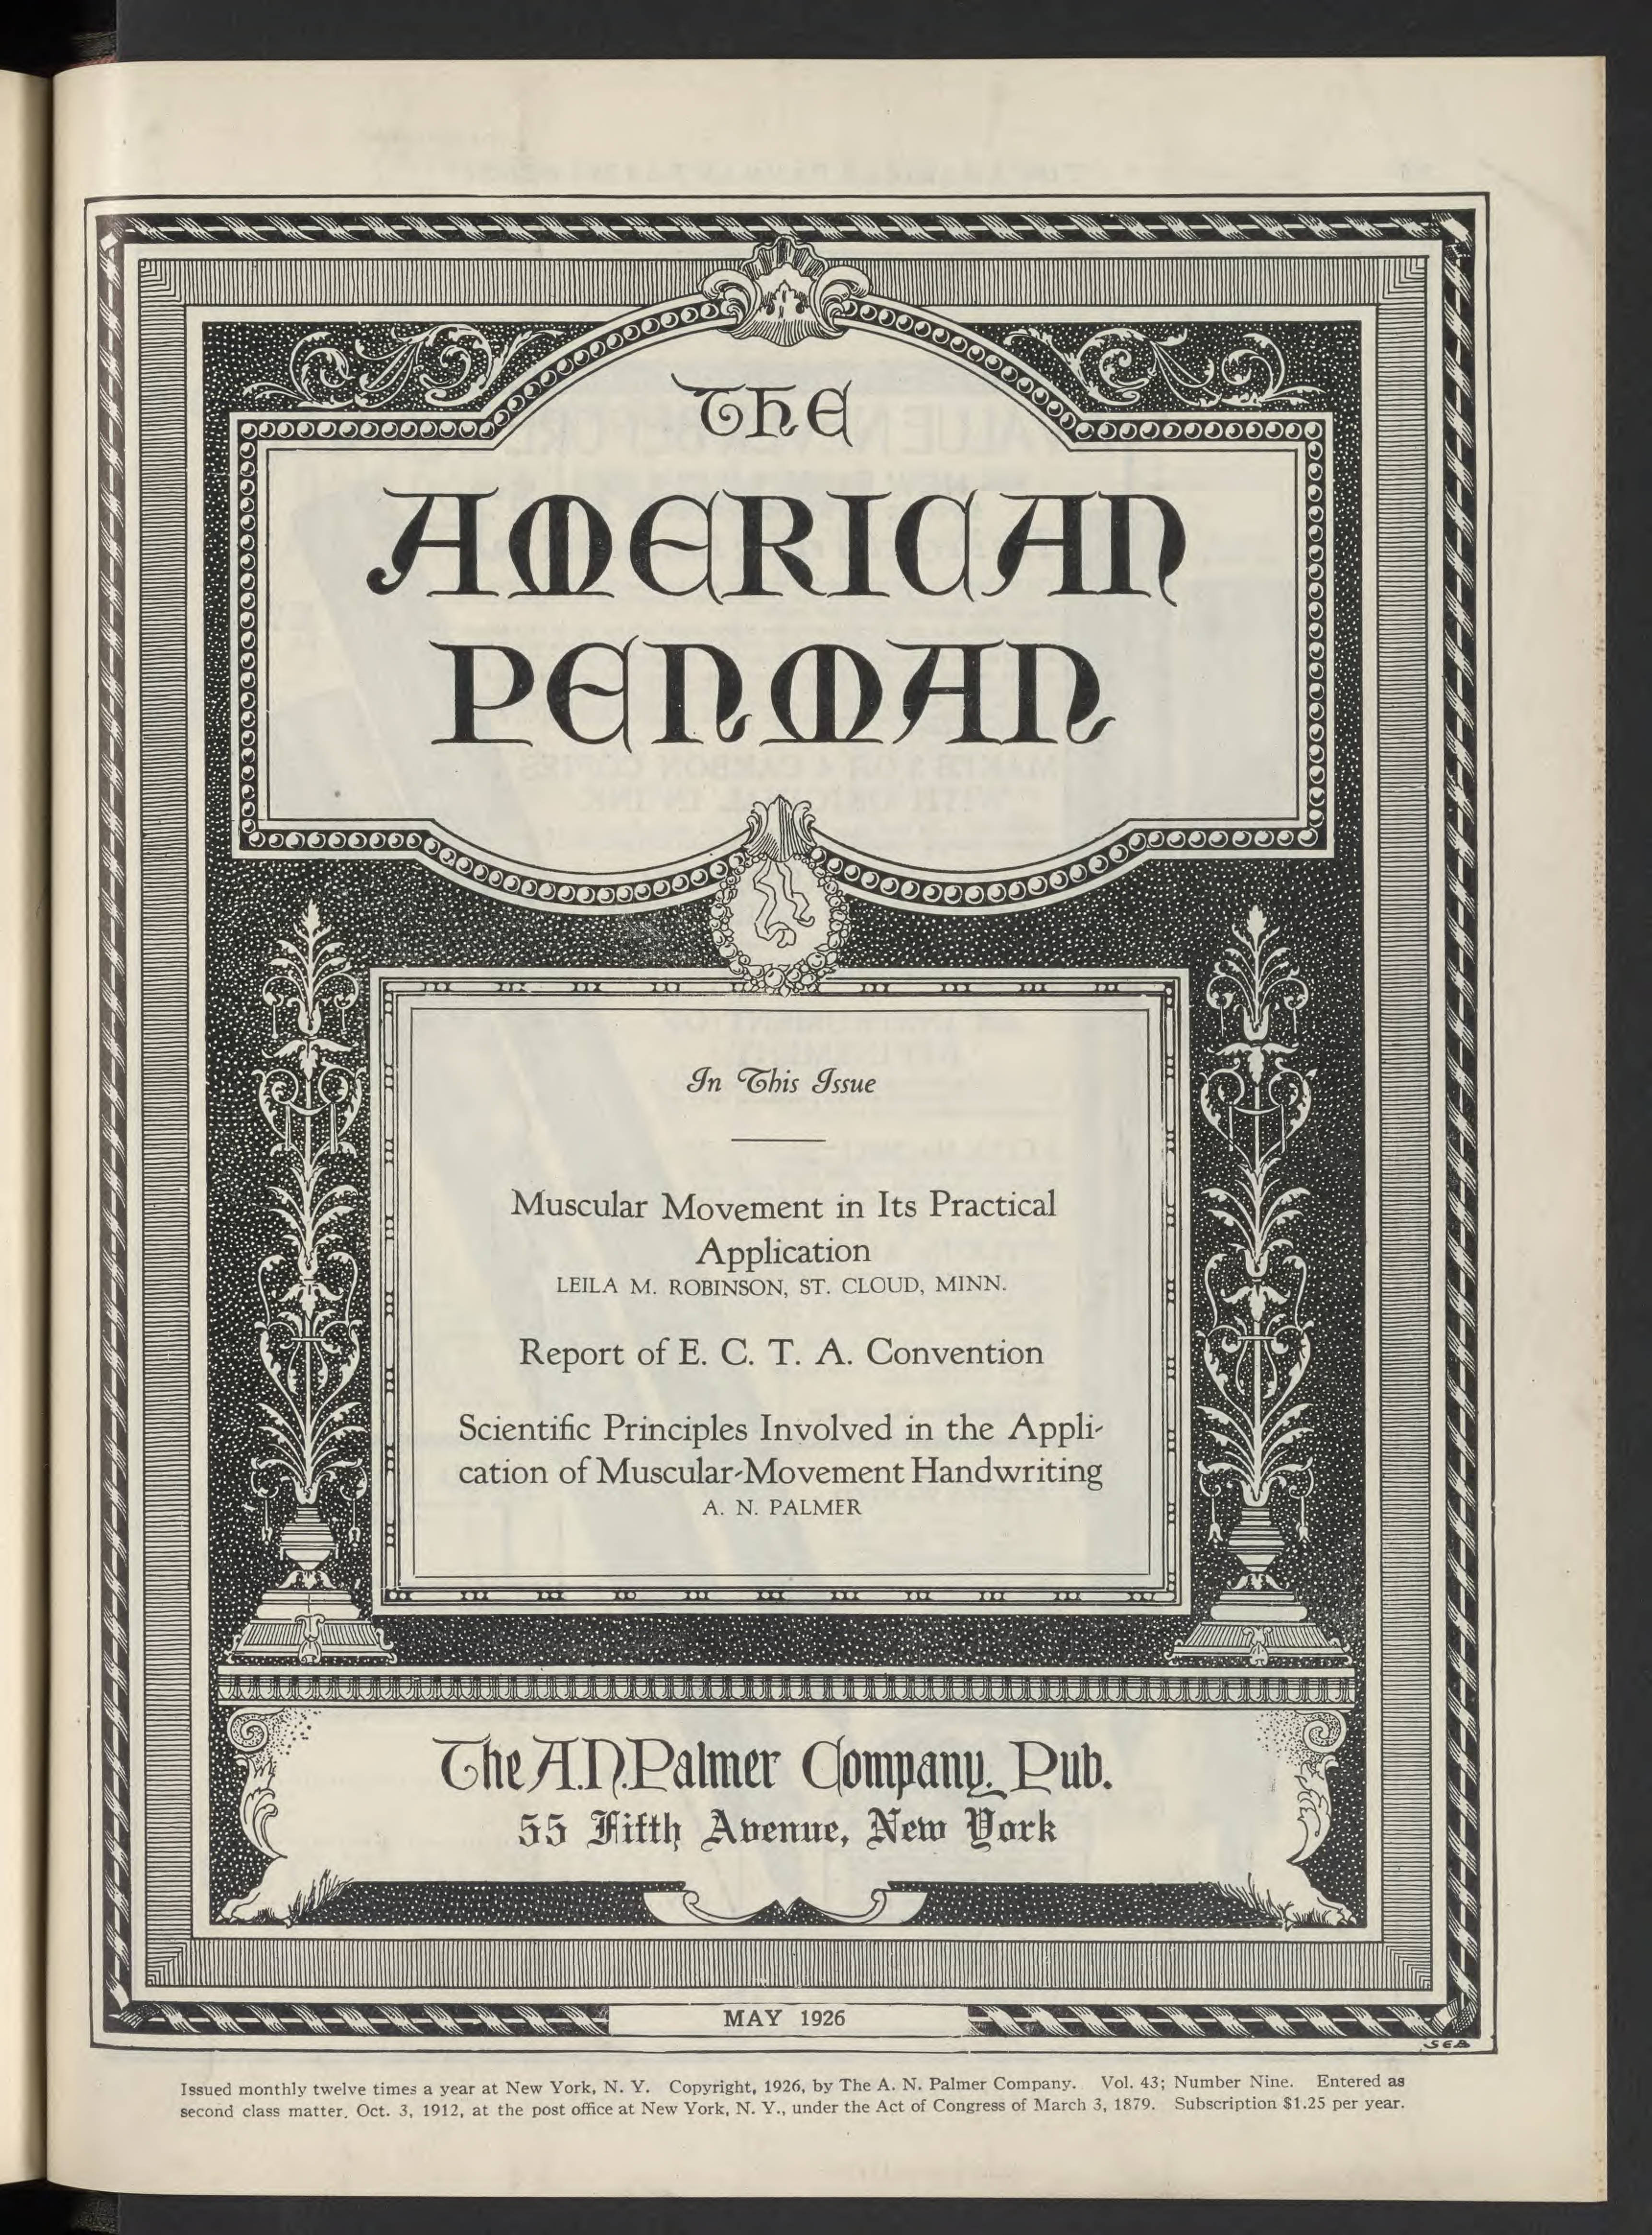 THE
AMERICAN
PENMAN
In This Issue
Muscular Movement in Its Practical
Application
LEILA M. ROBINSON, ST. CLOUD, MINN.
Report of E. C. T. A. Convention
Scientific Principles Involved in the Appli-
cation of Muscular-Movement Handwriting
A. N. PALMER
The A.N. Palmer Company. Pub.
55 Fifth Avenue, New York
MAY 1926
SEB
Issued monthly twelve times a year at New York, N. Y. Copyright, 1926, by The A. N. Palmer Company. Vol. 43; Number Nine. Entered as
second class matter, Oct. 3, 1912, at the post office at New York, N. Y., under the Act of Congress of March 3, 1879. Subscription $1.25 per year.